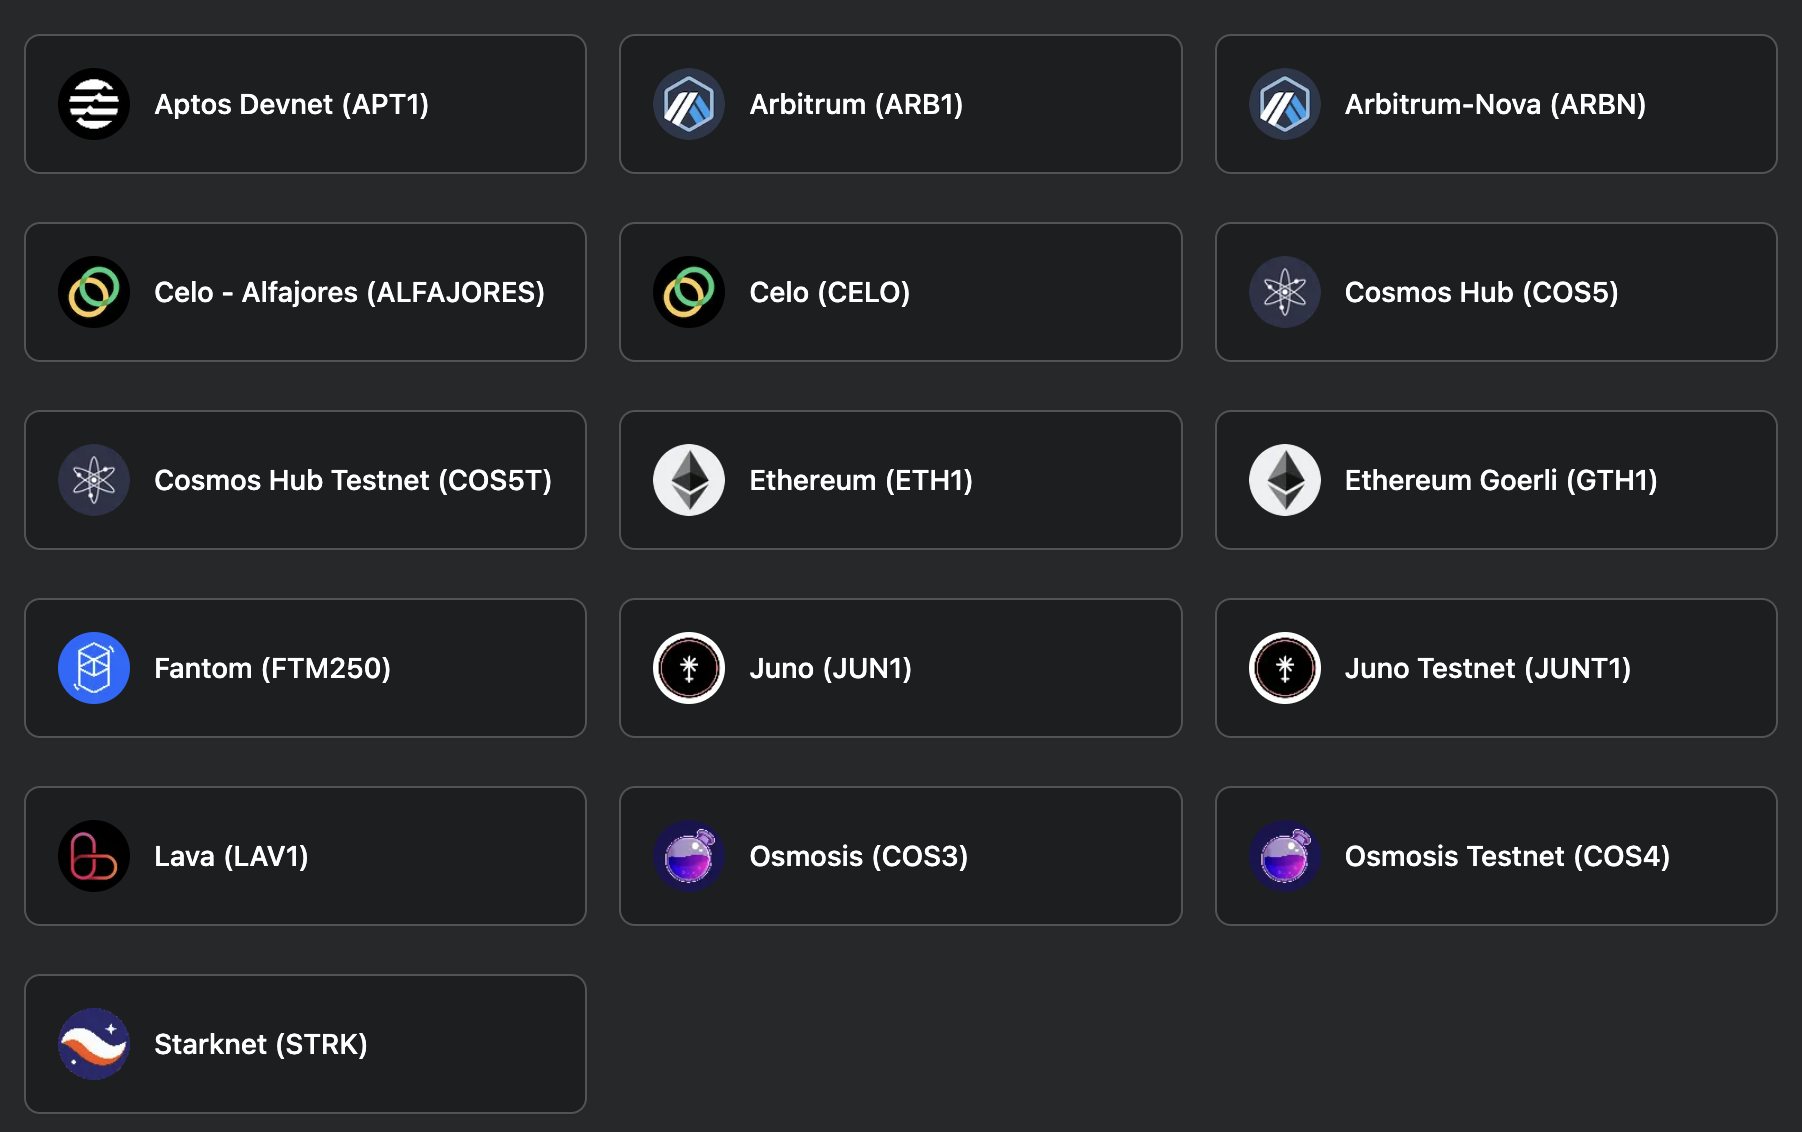 Aptos Devnet (APT1)
Arbitrum (ARB1)
Arbitrum-Nova (ARBN)
Celo - Alfajores (ALFAJORES)
Celo (CELO)
Cosmos Hub (COS5)
Cosmos Hub Testnet (COS5T)
Ethereum (ETH1)
Ethereum Goerli (GTH1)
Fantom (FTM250)
Juno (JUN1)
Juno Testnet (JUNT1)
Lava (LAV1)
Osmosis (COS3)
Osmosis Testnet (COS4)
Starknet (STRK)